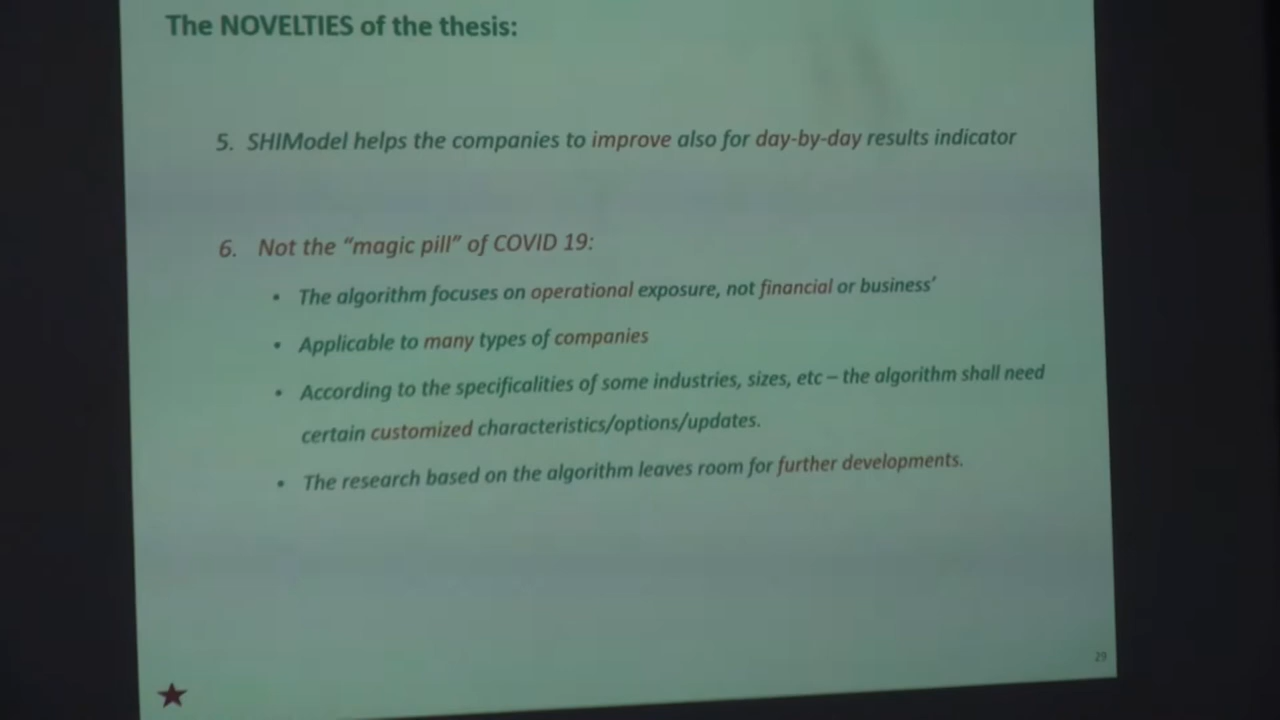 The NOVELTIES of the thesis:
5. SHIModel helps the companies to improve also for day-by-day results indicator
6. Not the “magic pill” of COVID 19:
• The algorithm focuses on operational exposure, not financial or business’
• Applicable to many types of companies
• According to the specificalities of some industries, sizes, etc – the algorithm shall need
certain customized characteristics/options/updates.
• The research based on the algorithm leaves room for further developments.
29